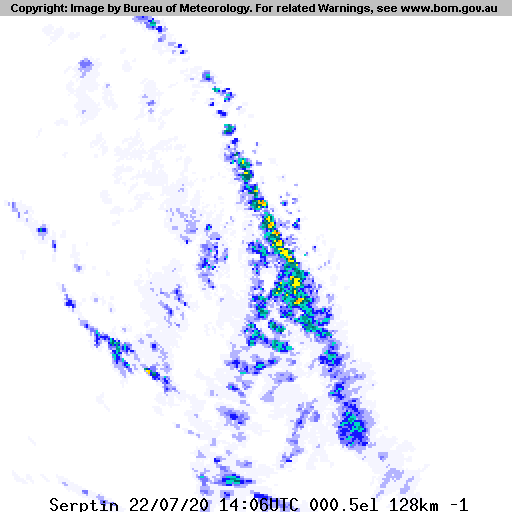 Copyright: Image by Bureau of Meteorology. For related Warnings, see www.bom.gov.au
Serptin 22/07/20 14:06UTC 000.5el 128km -1